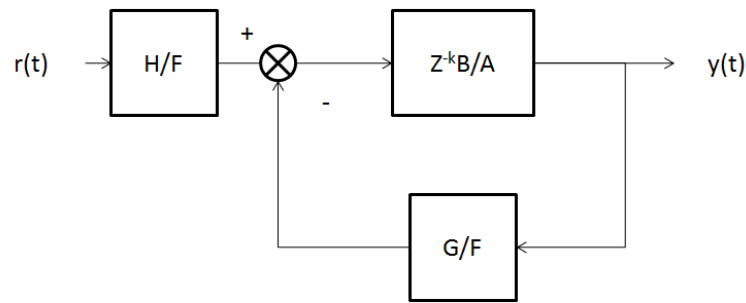 r(t)
H/F
+
-
Z⁻ᵏB/A
y(t)
G/F